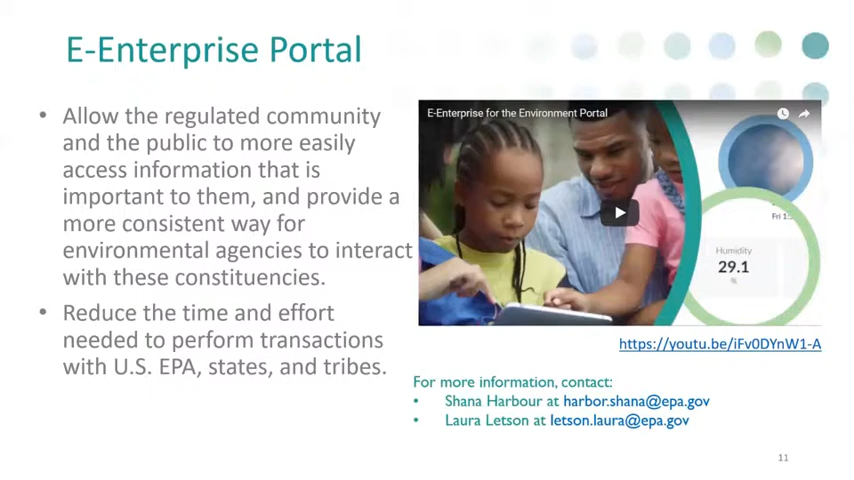 E-Enterprise Portal
• Allow the regulated community
and the public to more easily
access information that is
important to them, and provide a
more consistent way for
environmental agencies to interact
with these constituencies.
• Reduce the time and effort
needed to perform transactions
with U.S. EPA, states, and tribes.
E-Enterprise for the Environment Portal
Humidity
29.1
%
https://youtu.be/iFv0DYnW1-A
For more information, contact:
• Shana Harbour at harbor.shana@epa.gov
• Laura Letson at letson.laura@epa.gov
11